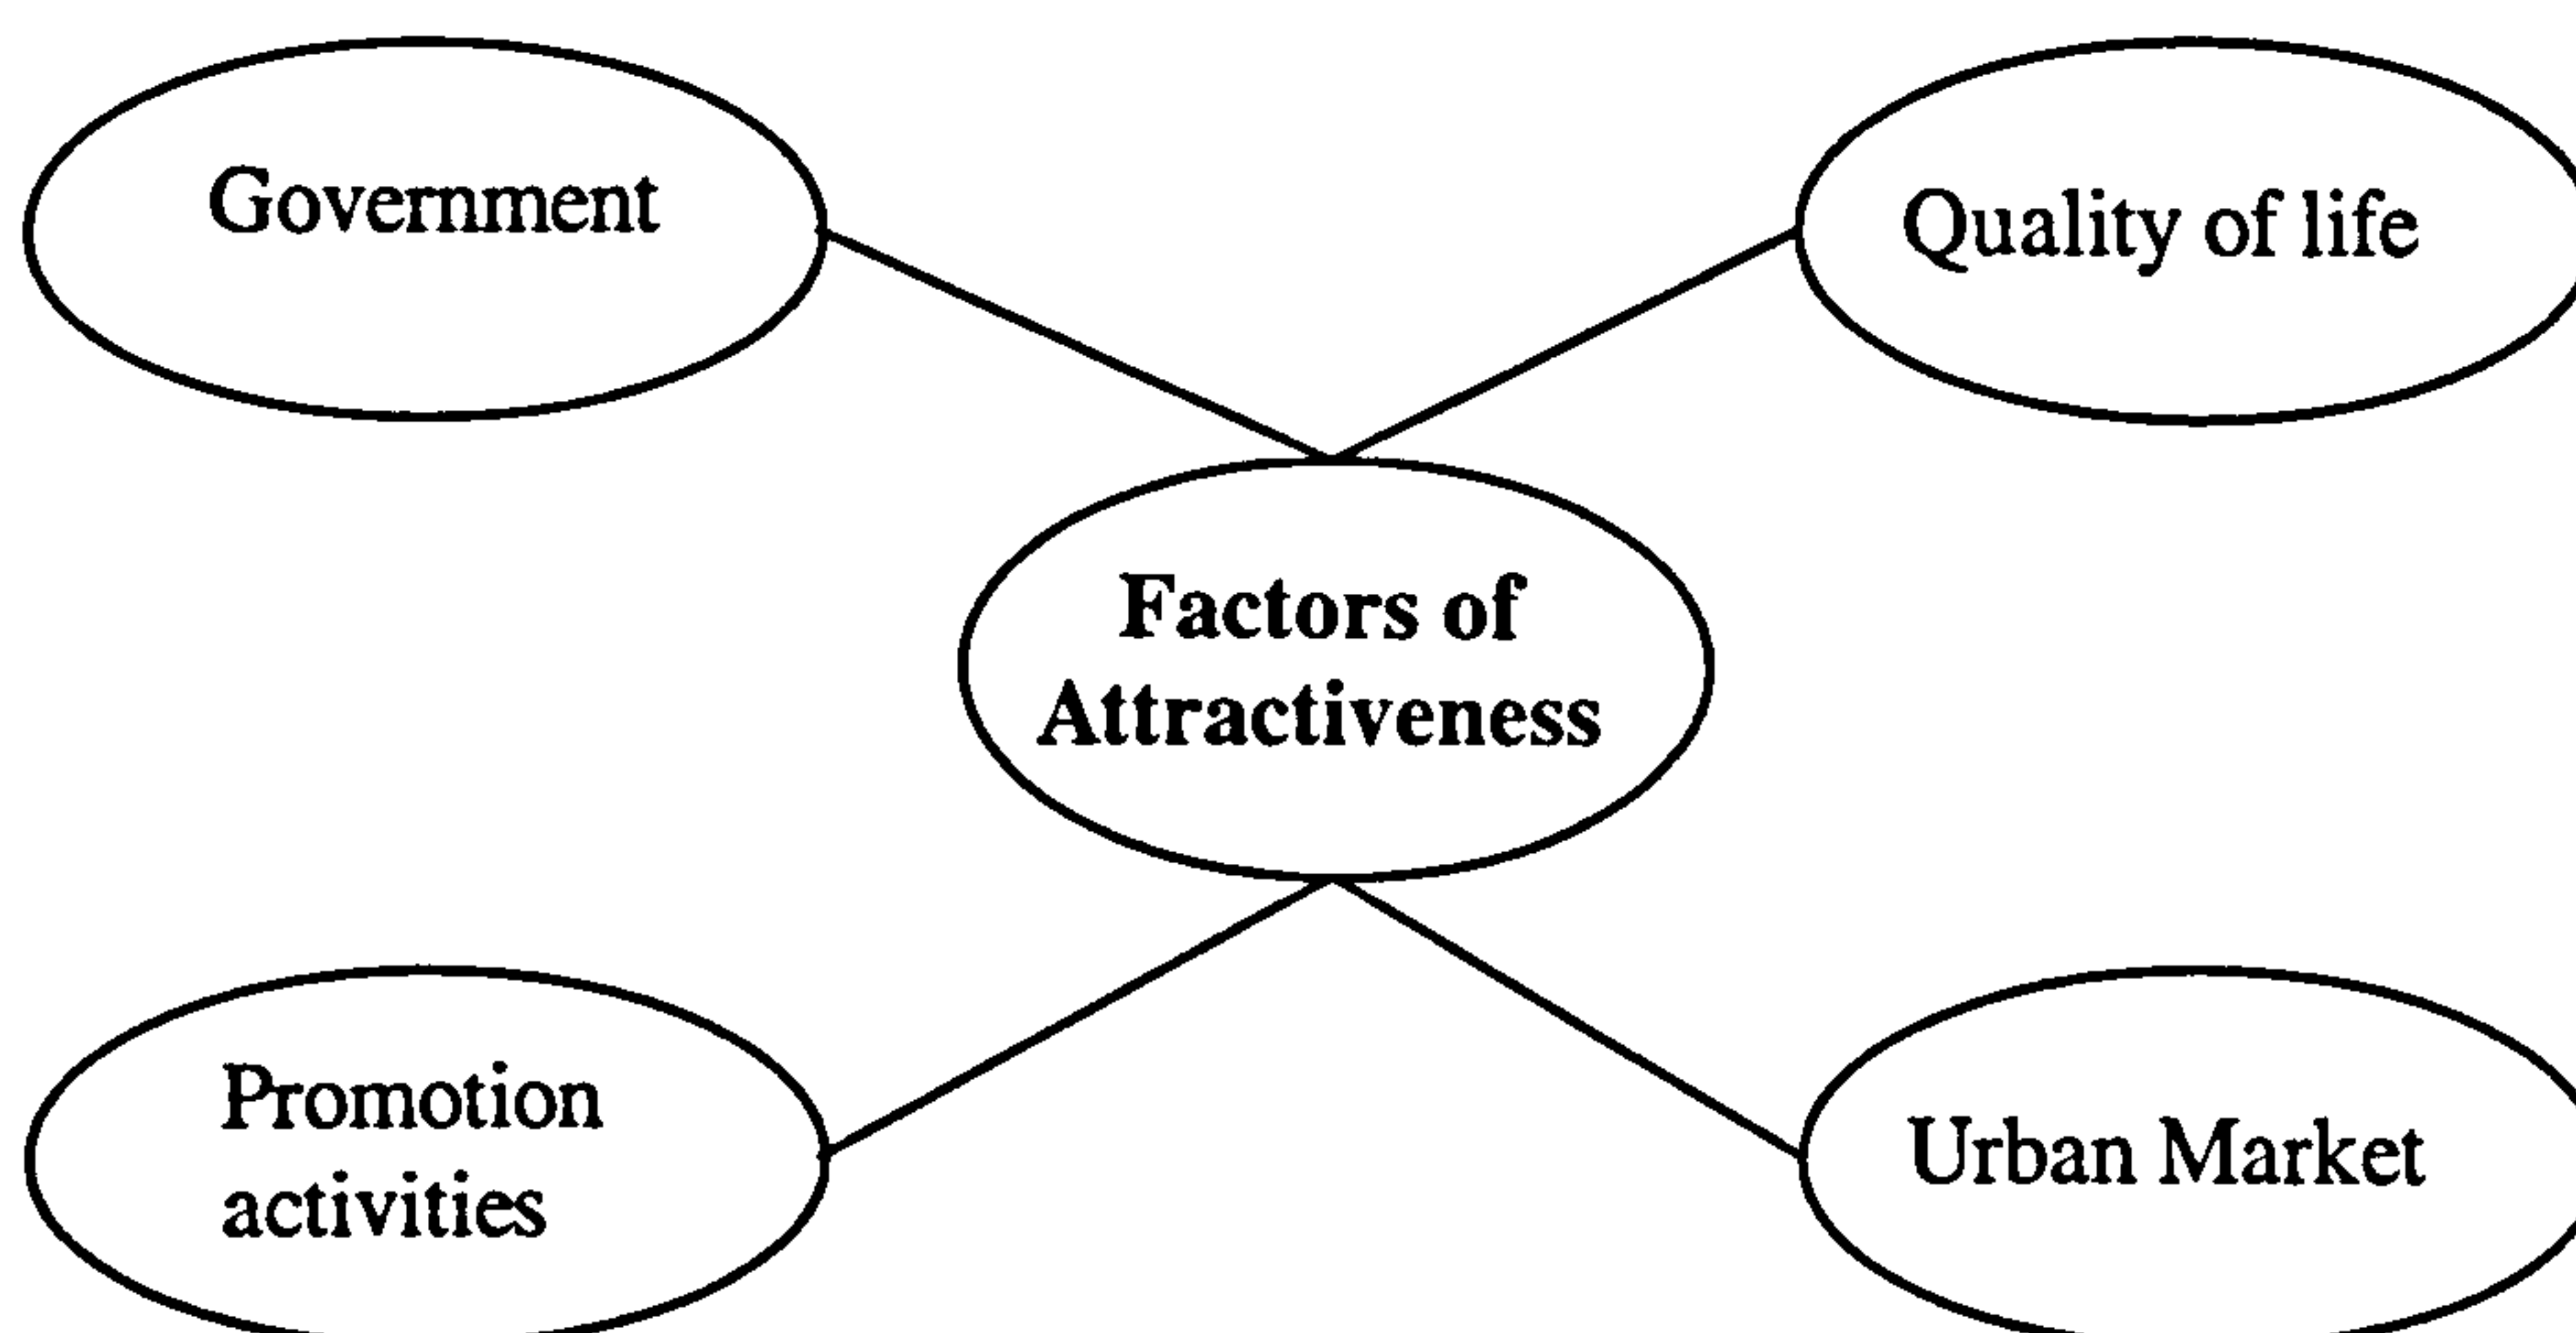 Government
Quality of life
Factors of
Attractiveness
Promotion
activities
Urban Market